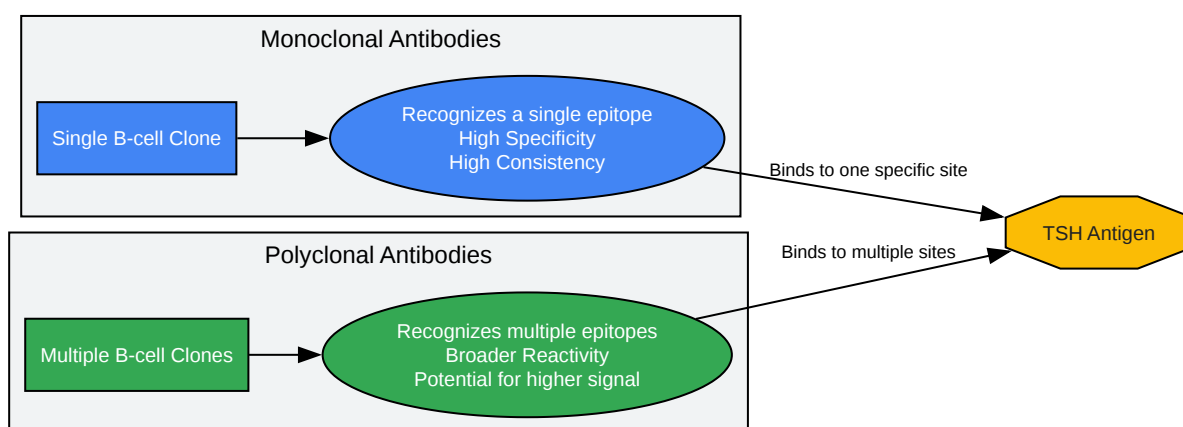 Monoclonal Antibodies
Single B-cell Clone
Recognizes a single epitope
High Specificity
High Consistency
Binds to one specific site
TSH Antigen
Polyclonal Antibodies
Binds to multiple sites
Multiple B-cell Clones
Recognizes multiple epitopes
Broader Reactivity
Potential for higher signal